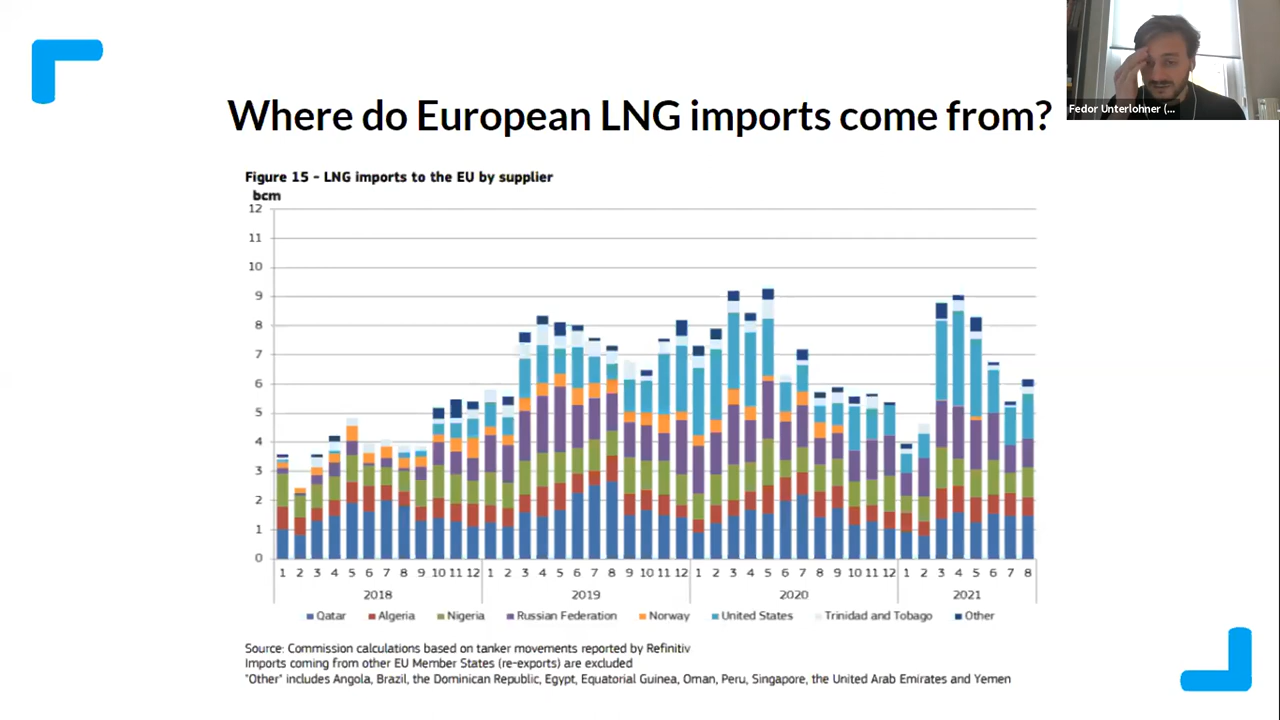 Where do European LNG imports come from?
Fedor Unterlohner (...
Figure 15 - LNG imports to the EU by supplier
bcm
12
11
10
9
8
7
6
5
4
3
2
1
0
1 2 3 4 5 6 7 8 9 10 11 12 1 2 3 4 5 6 7 8 9 10 11 12 1 2 3 4 5 6 7 8 9 10 11 12 1 2 3 4 5 6 7 8
2018 2019 2020 2021
Qatar Algeria Nigeria Russian Federation Norway United States Trinidad and Tobago Other
Source: Commission calculations based on tanker movements reported by Refinitiv
Imports coming from other EU Member States (re-exports) are excluded
"Other" includes Angola, Brazil, the Dominican Republic, Egypt, Equatorial Guinea, Oman, Peru, Singapore, the United Arab Emirates and Yemen